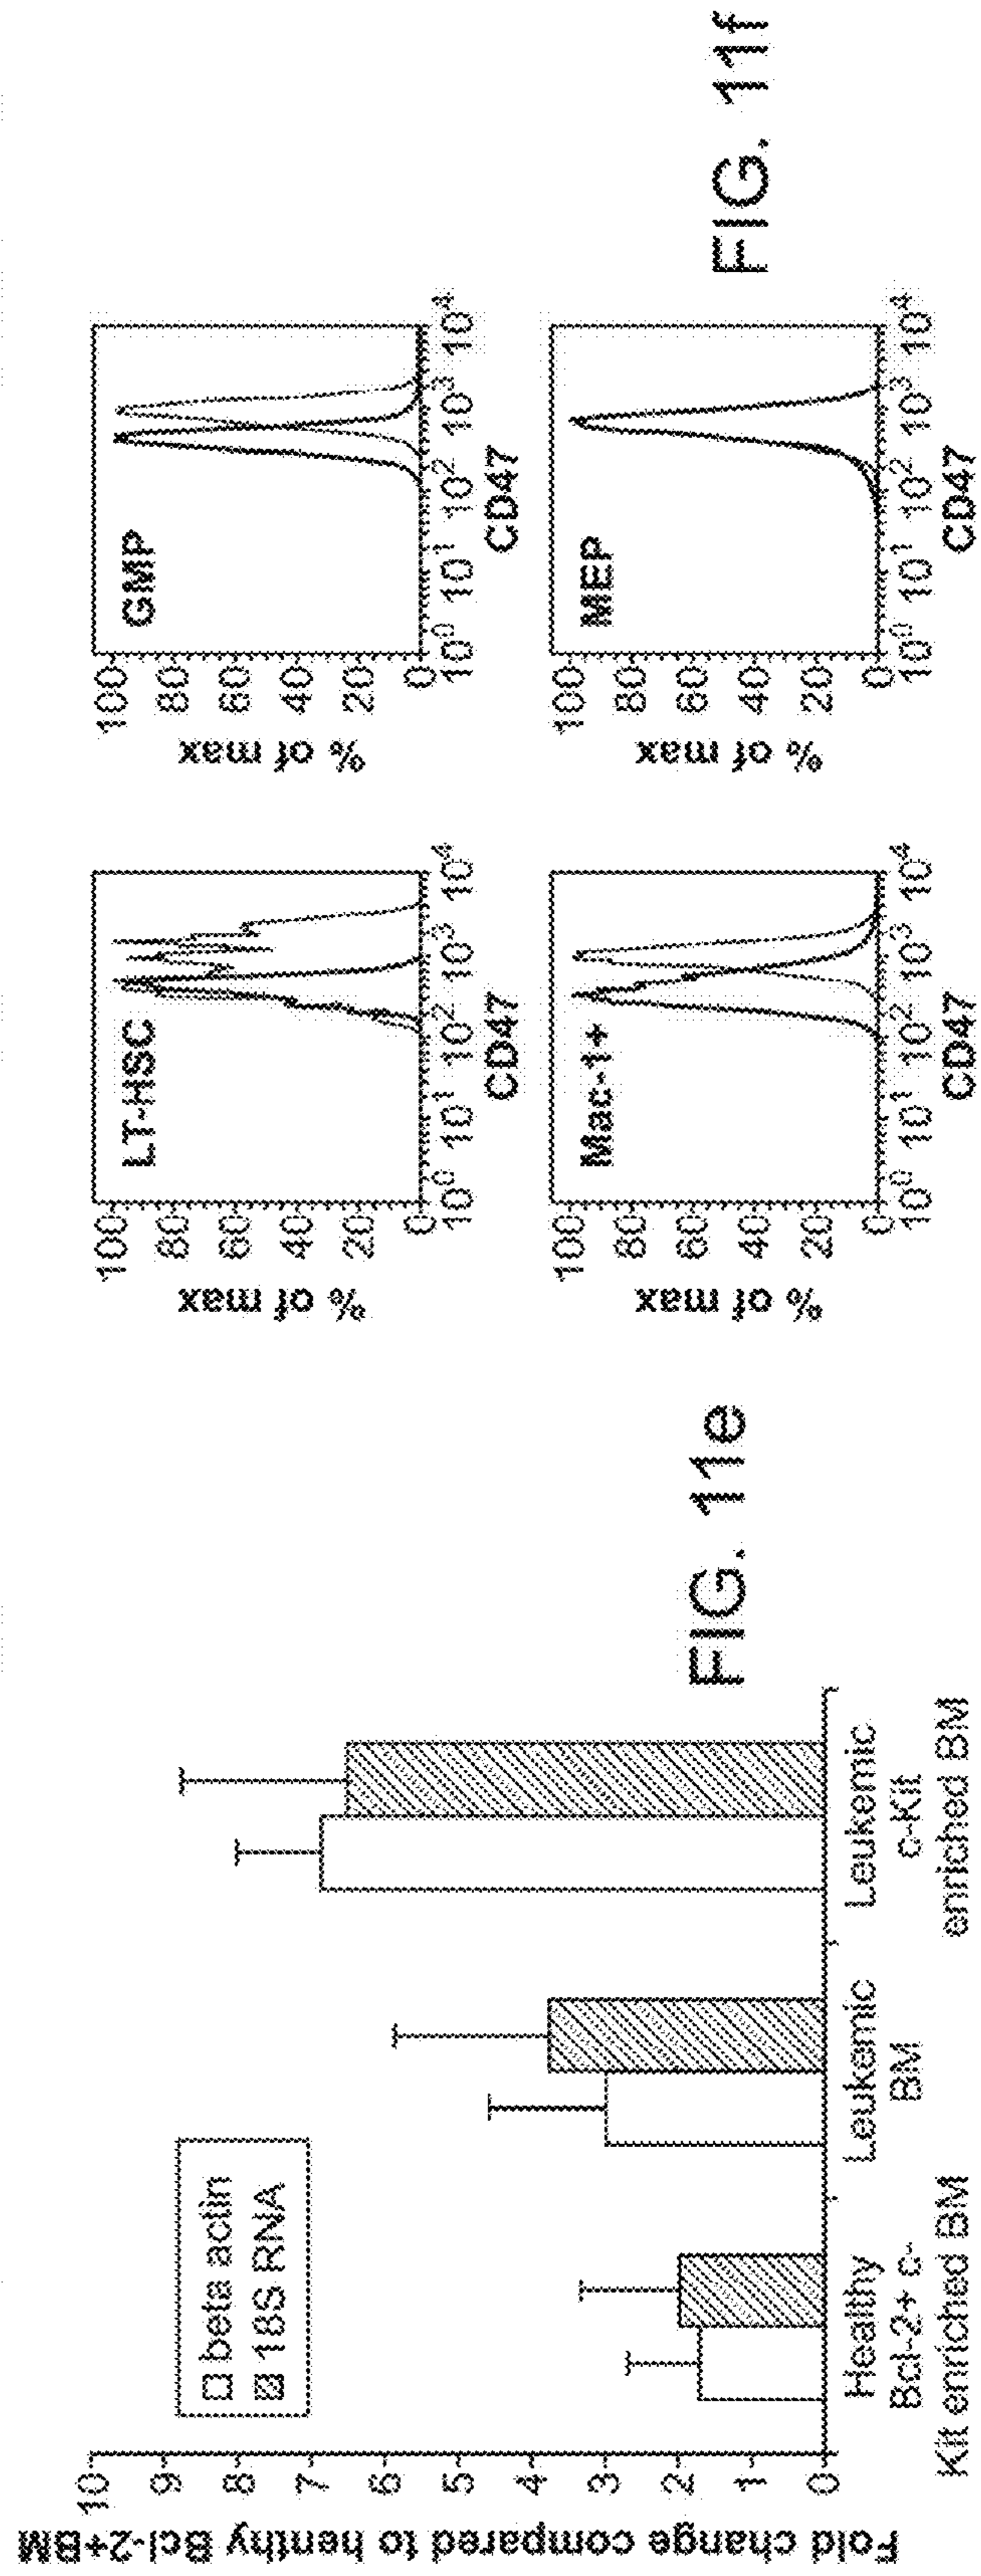 Fold change compared to henthy Bcl-2+BM
10
9
8
7
6
5
4
3
2
1
0
beta actin
18S RNA
Healthy
Bcl-2+ c-
Kit enriched BM
Leukemic
BM
Leukemic
c-Kit
enriched BM
FIG. 11e
% of max
100
80
60
40
20
0
LT-HSC
10⁰ 10¹ 10² 10³ 10⁴
CD47
% of max
100
80
60
40
20
0
GMP
10⁰ 10¹ 10² 10³ 10⁴
CD47
% of max
100
80
60
40
20
0
Mac-1+
10⁰ 10¹ 10² 10³ 10⁴
CD47
% of max
100
80
60
40
20
0
MEP
10⁰ 10¹ 10² 10³ 10⁴
CD47
FIG. 11f